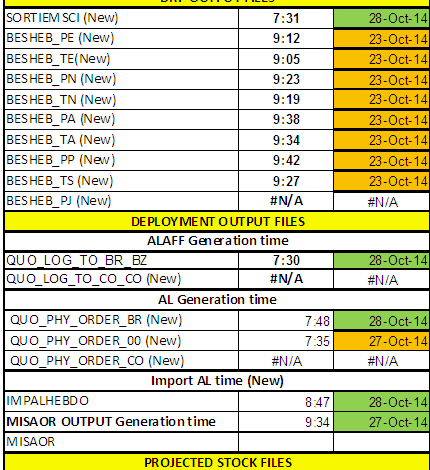 DRP OUTPUT FILES
SORTIEMSCI (New) 7:31 28-Oct-14
BESHEB_PE (New) 9:12 23-Oct-14
BESHEB_TE(New) 9:05 23-Oct-14
BESHEB_PN (New) 9:23 23-Oct-14
BESHEB_TN (New) 9:19 23-Oct-14
BESHEB_PA (New) 9:38 23-Oct-14
BESHEB_TA (New) 9:34 23-Oct-14
BESHEB_PP (New) 9:42 23-Oct-14
BESHEB_TS (New) 9:27 23-Oct-14
BESHEB_PJ (New) #N/A #N/A
DEPLOYMENT OUTPUT FILES
ALAFF Generation time
QUO_LOG_TO_BR_BZ 7:30 28-Oct-14
QUO_LOG_TO_CO_CO (New) #N/A #N/A
AL Generation time
QUO_PHY_ORDER_BR (New) 7:48 28-Oct-14
QUO_PHY_ORDER_00 (New) 7:35 27-Oct-14
QUO_PHY_ORDER_CO (New) #N/A #N/A
Import AL time (New)
IMPALHEBDO 8:47 28-Oct-14
MISAOR OUTPUT Generation time 9:34 27-Oct-14
MISAOR
PROJECTED STOCK FILES